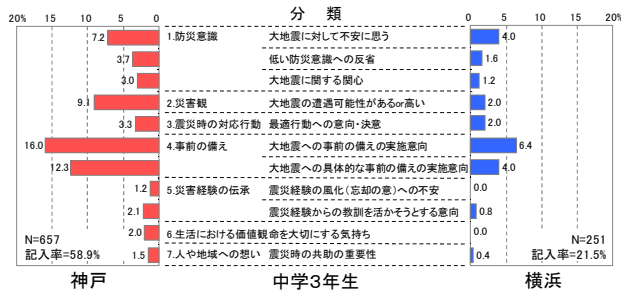 分 類
20% 15 10 5 0
0 5 10 15 20%
7.2 1.防災意識 大地震に対して不安に思う 4.0
3.7 低い防災意識への反省 1.6
3.0 大地震に関する関心 1.2
9.1 2.災害観 大地震の遭遇可能性があるor高い 2.0
3.3 3.震災時の対応行動 最適行動への意向・決意 2.0
16.0 4.事前の備え 大地震への事前の備えの実施意向 6.4
12.3 大地震への具体的な事前の備えの実施意向 4.0
1.2 5.災害経験の伝承 震災経験の風化(忘却の意)への不安 0.0
2.1 震災経験からの教訓を活かそうとする意向 0.8
2.0 6.生活における価値観 命を大切にする気持ち 0.0
1.5 7.人や地域への想い 震災時の共助の重要性 0.4
N=657
記入率=58.9%
N=251
記入率=21.5%
神戸 中学3年生 横浜